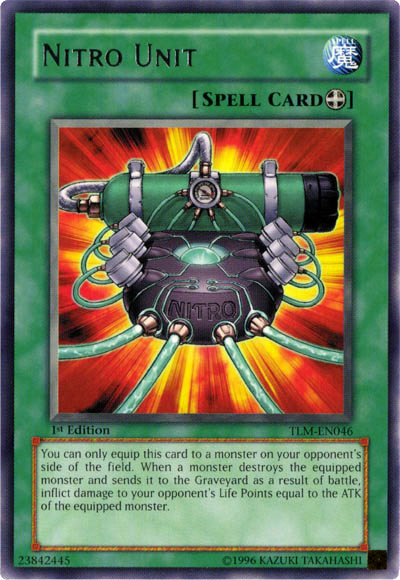 NITRO UNIT
SPELL
魔
[SPELL CARD]
NITRO
1st Edition
TLM-EN046
You can only equip this card to a monster on your opponent's
side of the field. When a monster destroys the equipped
monster and sends it to the Graveyard as a result of battle,
inflict damage to your opponent's Life Points equal to the ATK
of the equipped monster.
23842445
©1996 KAZUKI TAKAHASHI